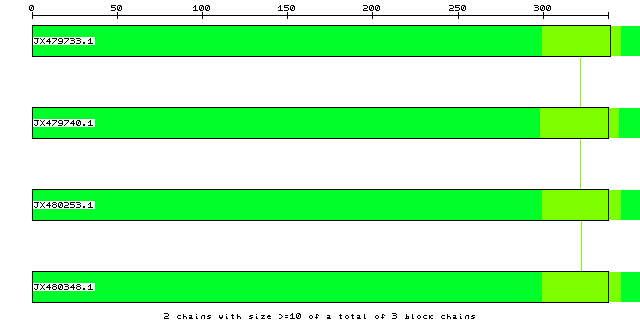 0 50 100 150 200 250 300
JX479733.1
JX479740.1
JX480253.1
JX480348.1
2 chains with size >=10 of a total of 3 block chains